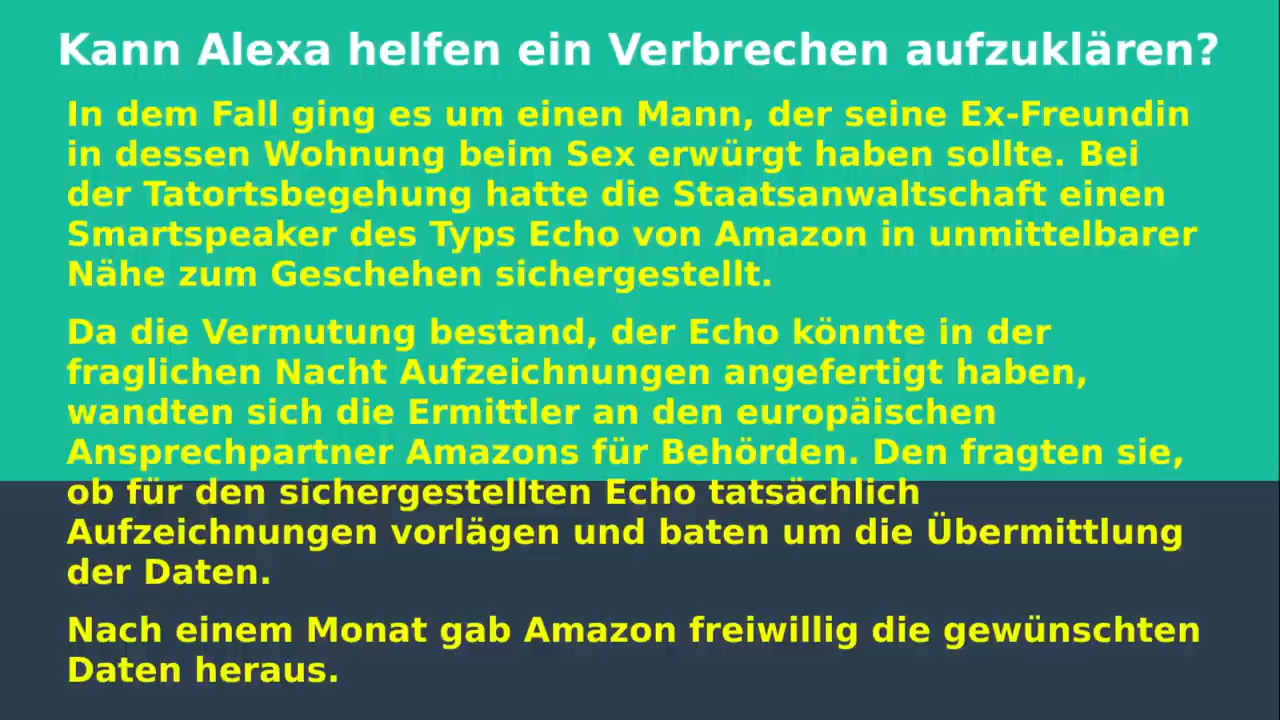 Kann Alexa helfen ein Verbrechen aufzuklären?
In dem Fall ging es um einen Mann, der seine Ex-Freundin
in dessen Wohnung beim Sex erwürgt haben sollte. Bei
der Tatortsbegehung hatte die Staatsanwaltschaft einen
Smartspeaker des Typs Echo von Amazon in unmittelbarer
Nähe zum Geschehen sichergestellt.
Da die Vermutung bestand, der Echo könnte in der
fraglichen Nacht Aufzeichnungen angefertigt haben,
wandten sich die Ermittler an den europäischen
Ansprechpartner Amazons für Behörden. Den fragten sie,
ob für den sichergestellten Echo tatsächlich
Aufzeichnungen vorlägen und baten um die Übermittlung
der Daten.
Nach einem Monat gab Amazon freiwillig die gewünschten
Daten heraus.